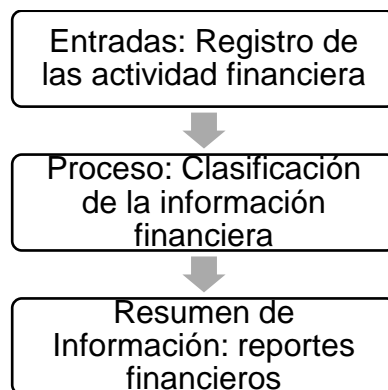 Entradas: Registro de
las actividad financiera
Proceso: Clasificación
de la información
financiera
Resumen de
Información: reportes
financieros